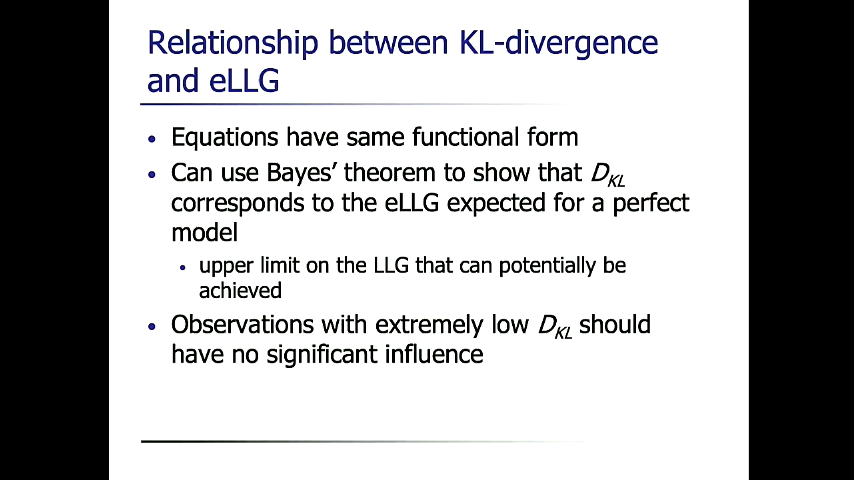 Relationship between KL-divergence
and eLLG
• Equations have same functional form
• Can use Bayes’ theorem to show that DKL
corresponds to the eLLG expected for a perfect
model
• upper limit on the LLG that can potentially be
achieved
• Observations with extremely low DKL should
have no significant influence